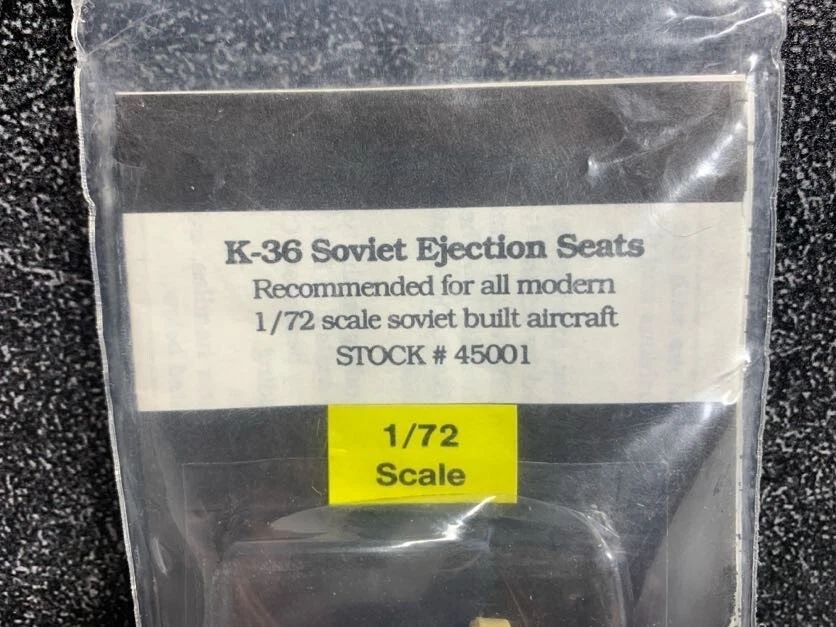 K-36 Soviet Ejection Seats
Recommended for all modern
1/72 scale soviet built aircraft
STOCK # 45001
1/72
Scale